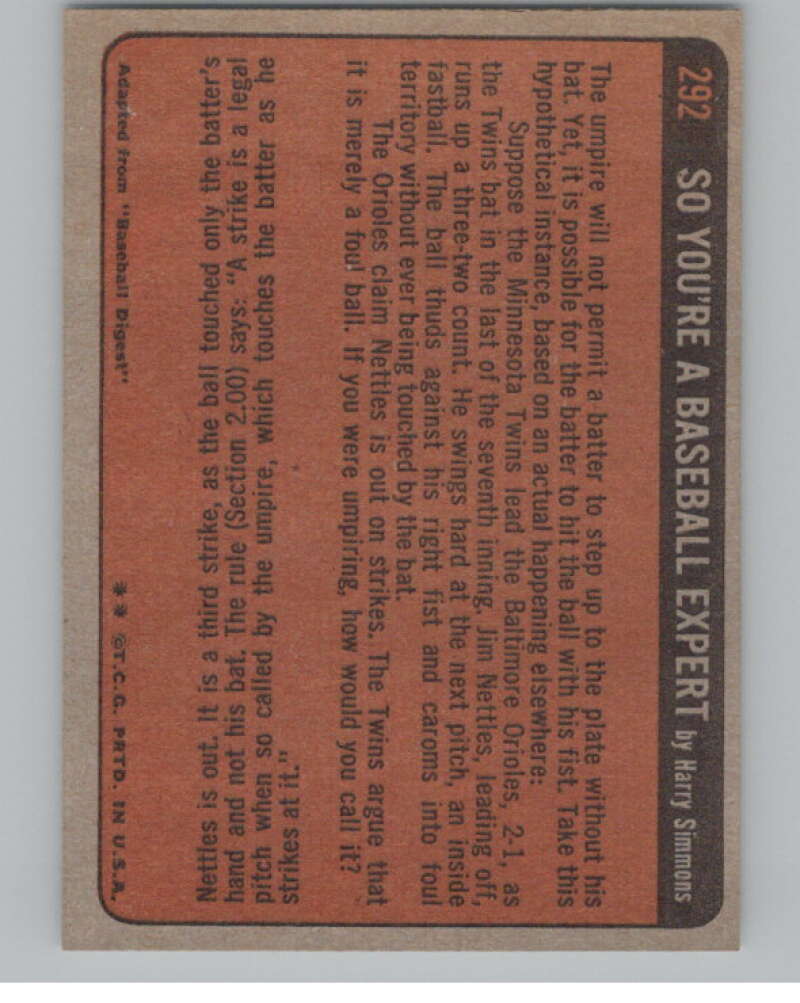 292 SO YOU'RE A BASEBALL EXPERT by Harry Simmons
The umpire will not permit a batter to step up to the plate without his
bat. Yet, it is possible for the batter to hit the ball with his fist. Take this
hypothetical instance, based on an actual happening elsewhere:
Suppose the Minnesota Twins lead the Baltimore Orioles, 2-1, as
the Twins bat in the last of the seventh inning. Jim Nettles, leading off,
runs up a three-two count. He swings hard at the next pitch, an inside
fastball. The ball thuds against his right fist and caroms into foul
territory without ever being touched by the bat.
The Orioles claim Nettles is out on strikes. The Twins argue that
it is merely a foul ball. If you were umpiring, how would you call it?
Nettles is out. It is a third strike, as the ball touched only the batter's
hand and not his bat. The rule (Section 2.00) says: "A strike is a legal
pitch when so called by the umpire, which touches the batter as he
strikes at it."
Adapted from "Baseball Digest" ** ©T.C.G. PRTD. IN U.S.A.